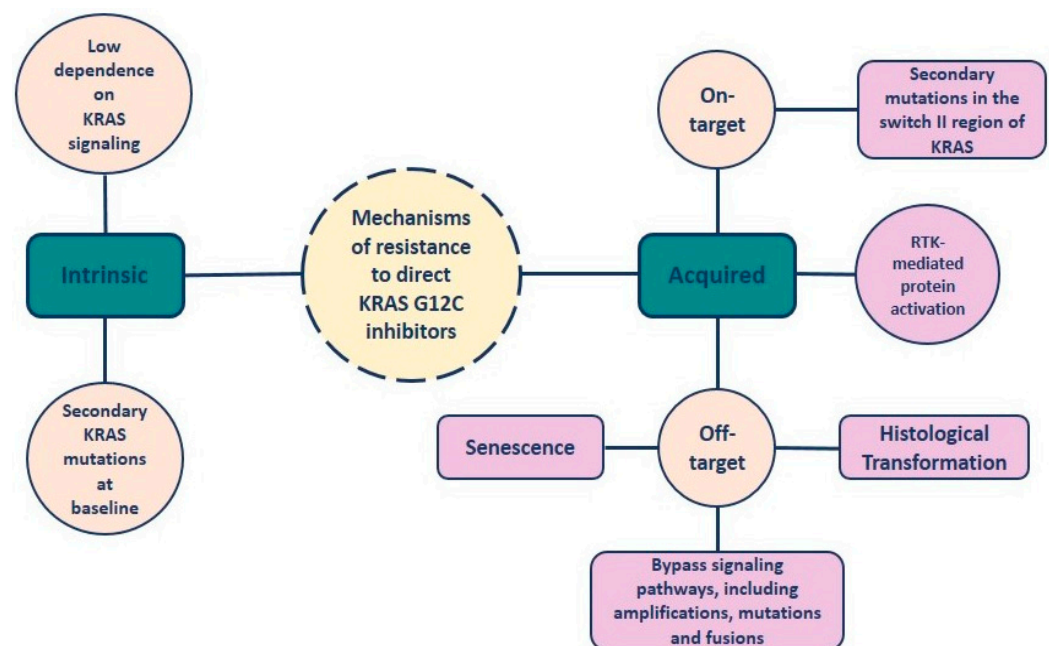 Low
dependence
on
KRAS
signaling
Intrinsic
Secondary
KRAS
mutations
at
baseline
Mechanisms
of resistance
to direct
KRAS G12C
inhibitors
On-
target
Secondary
mutations in the
switch II region of
KRAS
Acquired
RTK-
mediated
protein
activation
Senescence
Off-
target
Histological
Transformation
Bypass signaling
pathways, including
amplifications, mutations
and fusions